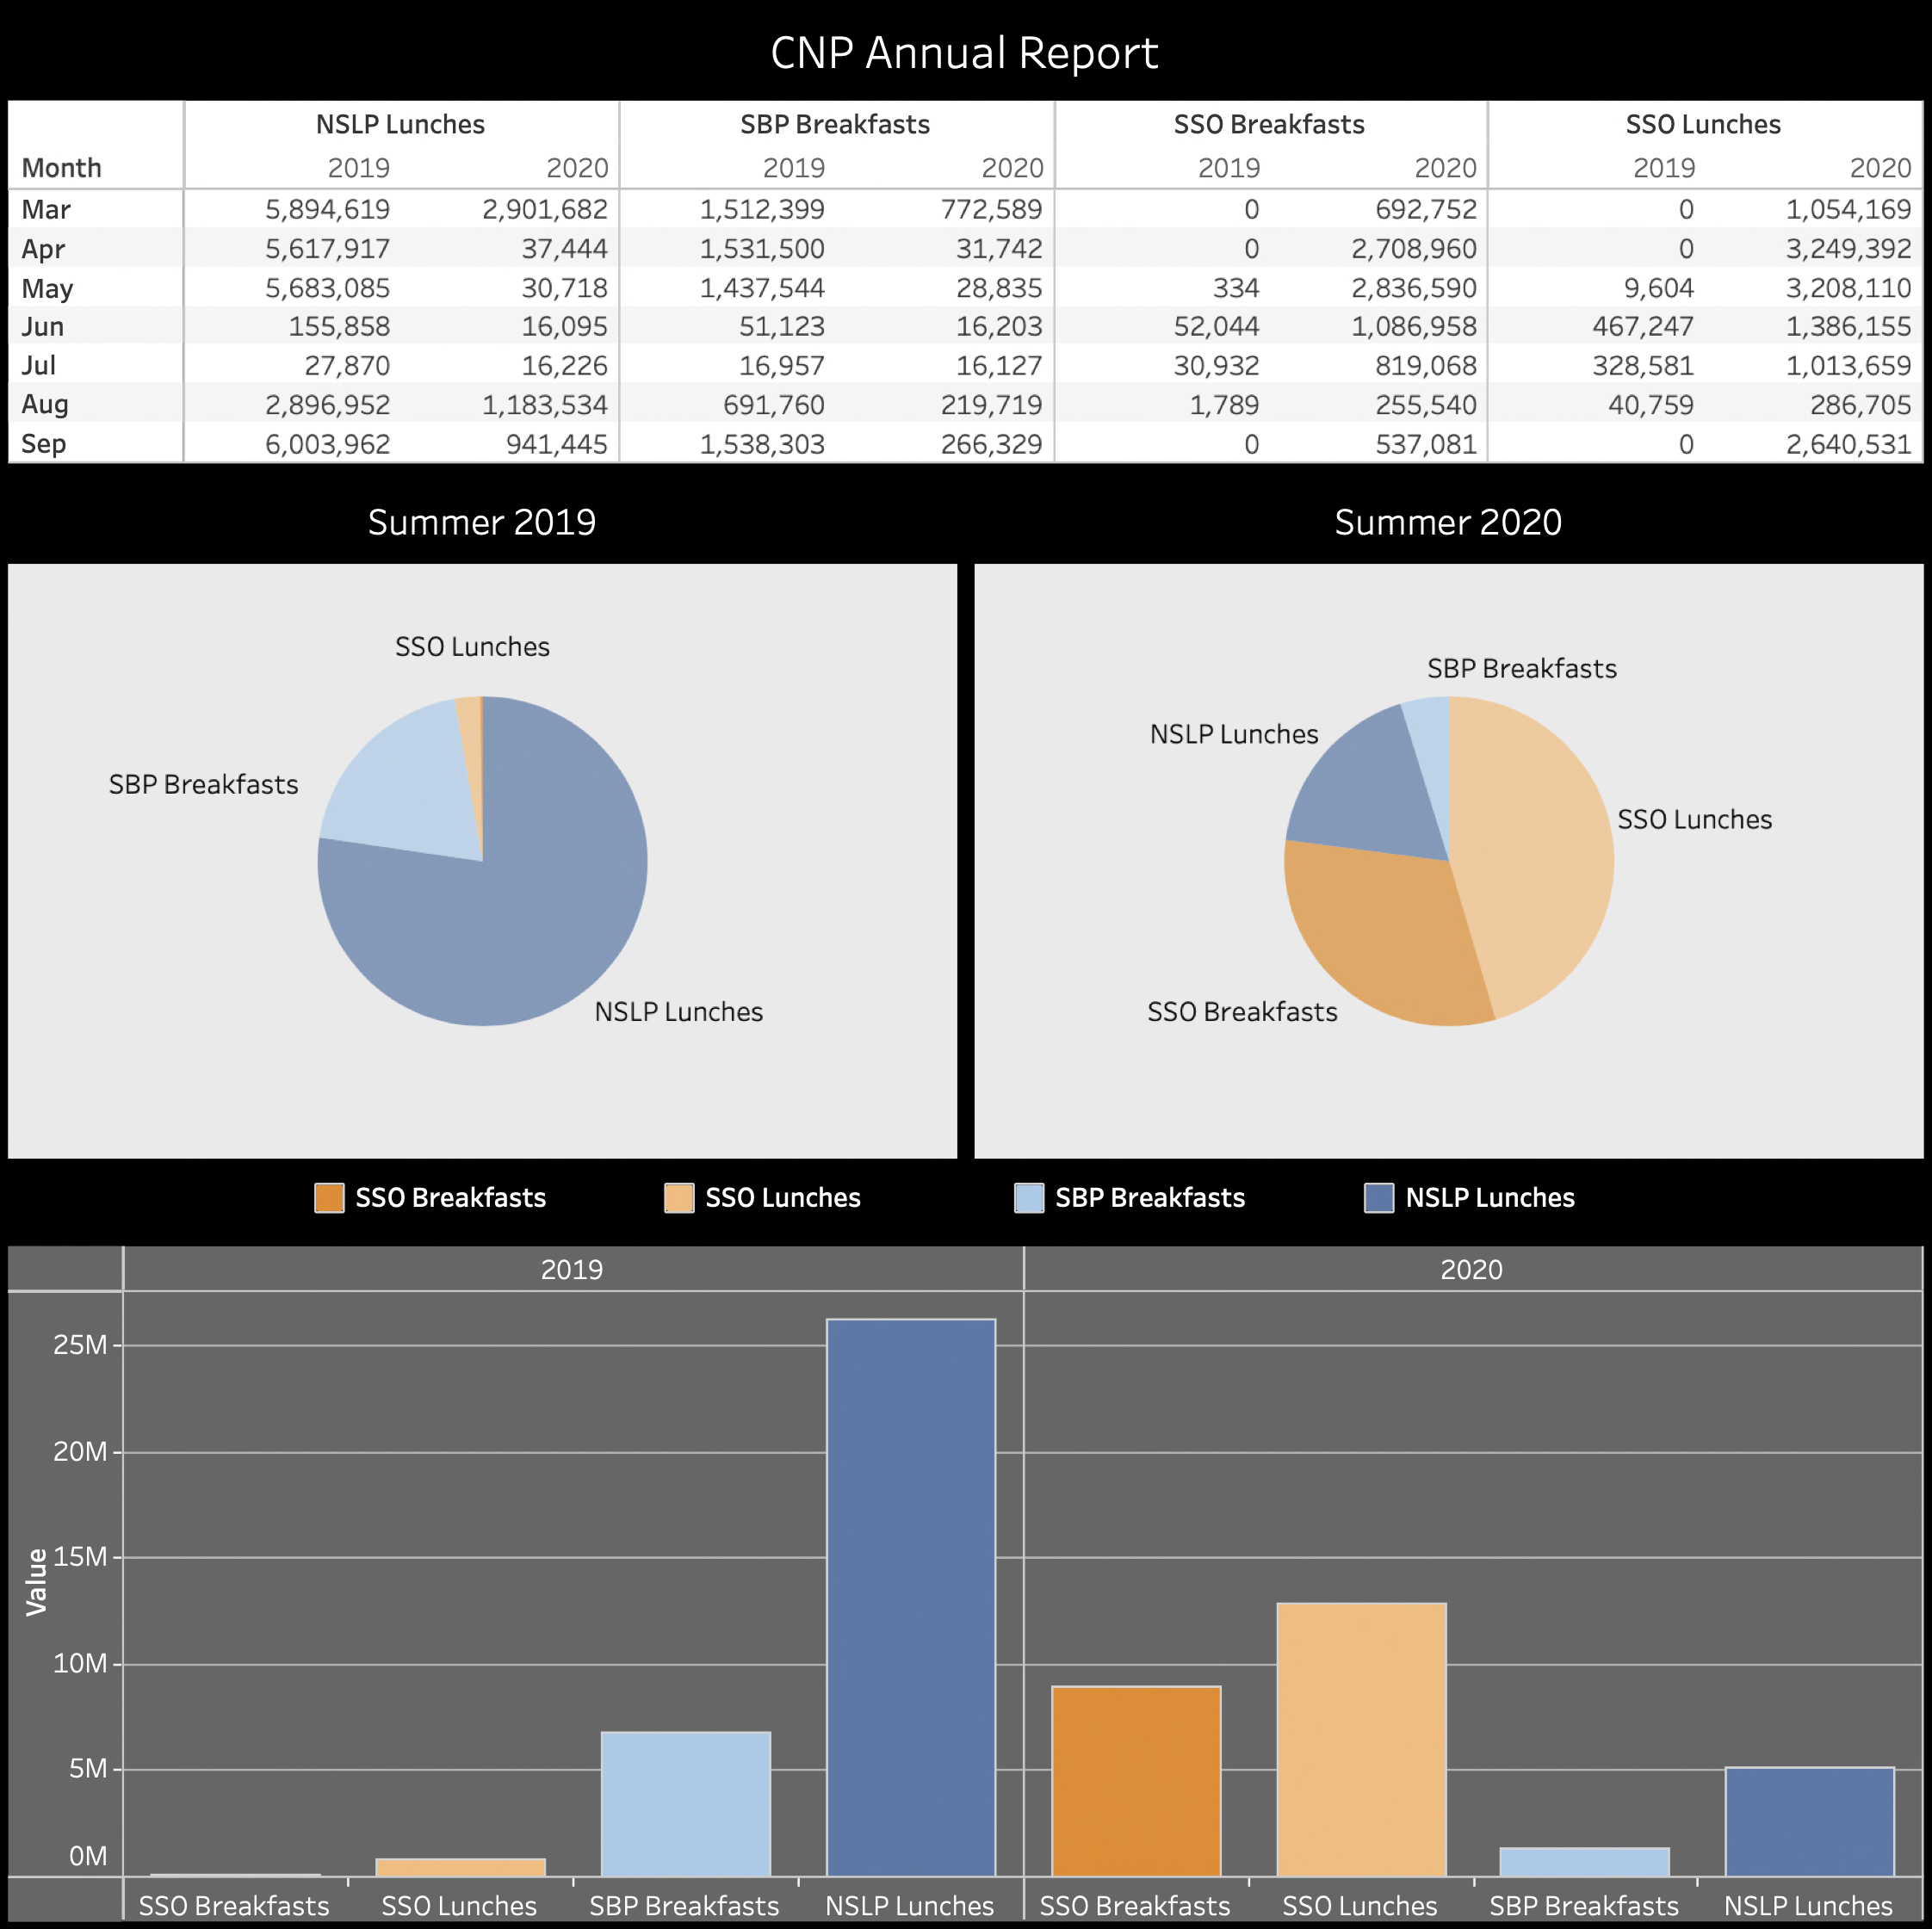 CNP Annual Report
NSLP Lunches SBP Breakfasts SSO Breakfasts SSO Lunches
Month 2019 2020 2019 2020 2019 2020 2019 2020
Mar 5,894,619 2,901,682 1,512,399 772,589 0 692,752 0 1,054,169
Apr 5,617,917 37,444 1,531,500 31,742 0 2,708,960 0 3,249,392
May 5,683,085 30,718 1,437,544 28,835 334 2,836,590 9,604 3,208,110
Jun 155,858 16,095 51,123 16,203 52,044 1,086,958 467,247 1,386,155
Jul 27,870 16,226 16,957 16,127 30,932 819,068 328,581 1,013,659
Aug 2,896,952 1,183,534 691,760 219,719 1,789 255,540 40,759 286,705
Sep 6,003,962 941,445 1,538,303 266,329 0 537,081 0 2,640,531
Summer 2019
SSO Lunches
SBP Breakfasts
NSLP Lunches
Summer 2020
SBP Breakfasts
NSLP Lunches
SSO Lunches
SSO Breakfasts
SSO Breakfasts SSO Lunches SBP Breakfasts NSLP Lunches
2019 2020
Value
25M
20M
15M
10M
5M
0M
SSO Breakfasts SSO Lunches SBP Breakfasts NSLP Lunches SSO Breakfasts SSO Lunches SBP Breakfasts NSLP Lunches